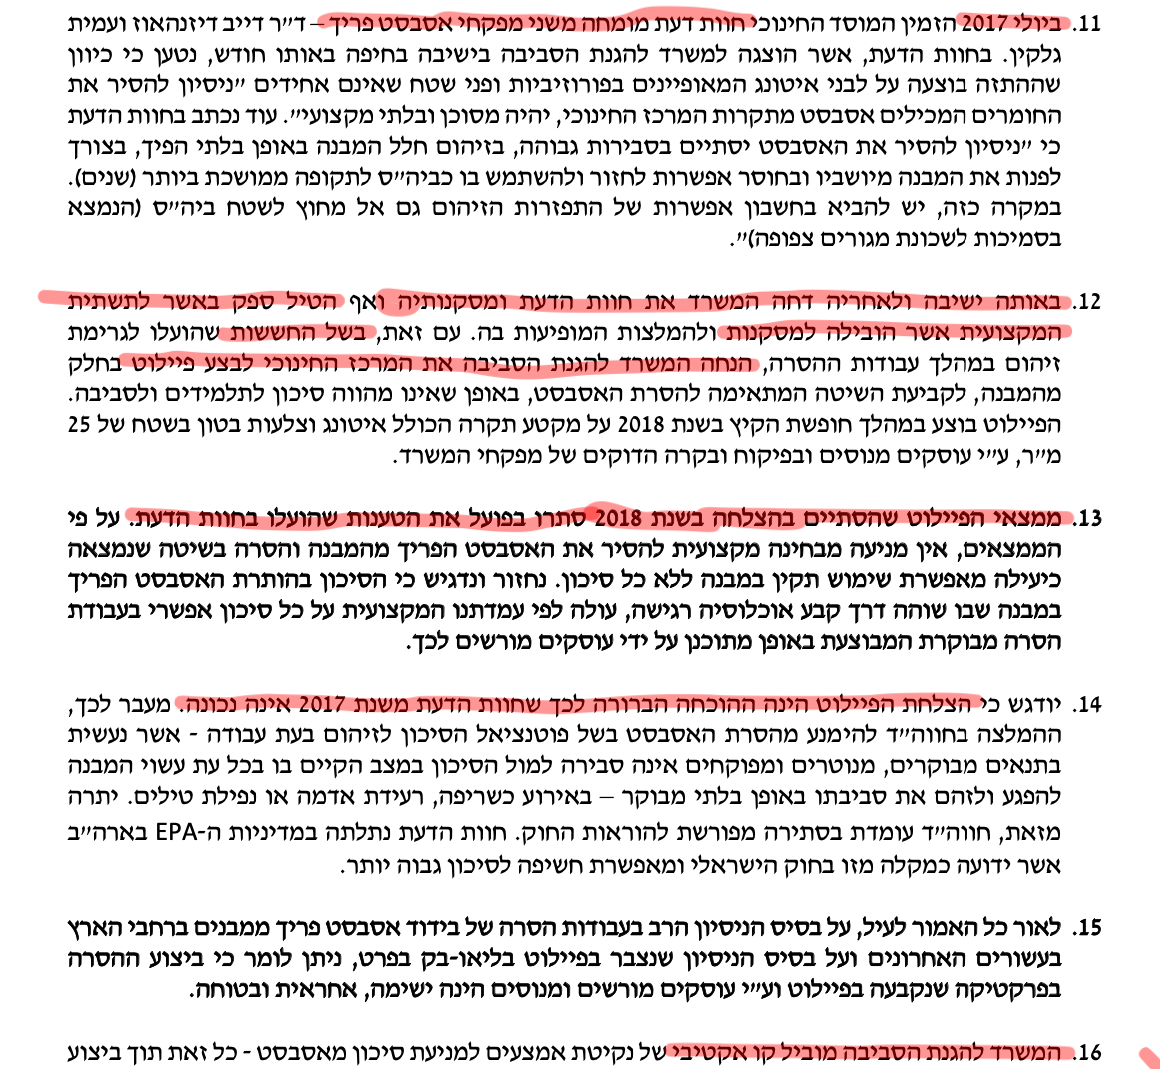 11. ביולי 2017 הזמין המוסד החינוכי חוות דעת מומחה משני מפקחי אסבסט פריך – ד״ר דייב דיזנהאוז ועמית
גלקין. בחוות הדעת, אשר הוצגה למשרד להגנת הסביבה בישיבה בחיפה באותו חודש, נטען כי כיוון
שההתזה בוצעה על לבני איטונג המאופיינים בפורוזיביות ופני שטח שאינם אחידים ״ניסיון להסיר את
החומרים המכילים אסבסט מתקרות המרכז החינוכי, יהיה מסוכן ובלתי מקצועי״. עוד נכתב בחוות הדעת
כי ״ניסיון להסיר את האסבסט יסתיים בסבירות גבוהה, בזיהום חלל המבנה באופן בלתי הפיך, בצורך
לפנות את המבנה מיושביו ובחוסר אפשרות לחזור ולהשתמש בו כביה״ס לתקופה ממושכת ביותר (שנים).
במקרה כזה, יש להביא בחשבון אפשרות של התפזרות הזיהום גם אל מחוץ לשטח ביה״ס (הנמצא
בסמיכות לשכונת מגורים צפופה)״.
12. באותה ישיבה ולאחריה דחה המשרד את חוות הדעת ומסקנותיה ואף הטיל ספק באשר לתשתית
המקצועית אשר הובילה למסקנות ולהמלצות המופיעות בה. עם זאת, בשל החששות שהועלו לגרימת
זיהום במהלך עבודות ההסרה, הנחה המשרד להגנת הסביבה את המרכז החינוכי לבצע פיילוט בחלק
מהמבנה, לקביעת השיטה המתאימה להסרת האסבסט, באופן שאינו מהווה סיכון לתלמידים ולסביבה.
הפיילוט בוצע במהלך חופשת הקיץ בשנת 2018 על מקטע תקרה הכולל איטונג וצלעות בטון בשטח של 25
מ״ר, ע״י עוסקים מנוסים ובפיקוח ובקרה הדוקים של מפקחי המשרד.
13. ממצאי הפיילוט שהסתיים בהצלחה בשנת 2018 סתרו בפועל את הטענות שהועלו בחוות הדעת. על פי
הממצאים, אין מניעה מבחינה מקצועית להסיר את האסבסט הפריך מהמבנה והסרה בשיטה שנמצאה
כיעילה מאפשרת שימוש תקין במבנה ללא כל סיכון. נחזור ונדגיש כי הסיכון בהותרת האסבסט הפריך
במבנה שבו שוהה דרך קבע אוכלוסיה רגישה, עולה לפי עמדתנו המקצועית על כל סיכון אפשרי בעבודת
הסרה מבוקרת המבוצעת באופן מתוכנן על ידי עוסקים מורשים לכך.
14. יודגש כי הצלחת הפיילוט הינה ההוכחה הברורה לכך שחוות הדעת משנת 2017 אינה נכונה. מעבר לכך,
ההמלצה בחווה״ד להימנע מהסרת האסבסט בשל פוטנציאל הסיכון לזיהום בעת עבודה - אשר נעשית
בתנאים מבוקרים, מנוטרים ומפוקחים אינה סבירה למול הסיכון במצב הקיים בו בכל עת עשוי המבנה
להפגע ולזהם את סביבתו באופן בלתי מבוקר – באירוע כשריפה, רעידת אדמה או נפילת טילים. יתרה
מזאת, חווה״ד עומדת בסתירה מפורשת להוראות החוק. חוות הדעת נתלתה במדיניות ה-EPA בארה״ב
אשר ידועה כמקלה מזו בחוק הישראלי ומאפשרת חשיפה לסיכון גבוה יותר.
15. לאור כל האמור לעיל, על בסיס הניסיון הרב בעבודות הסרה של בידוד אסבסט פריך ממבנים ברחבי הארץ
בעשורים האחרונים ועל בסיס הניסיון שנצבר בפיילוט בליאו-בק בפרט, ניתן לומר כי ביצוע ההסרה
בפרקטיקה שנקבעה בפיילוט וע״י עוסקים מורשים ומנוסים הינה ישימה, אחראית ובטוחה.
16. המשרד להגנת הסביבה מוביל קו אקטיבי של נקיטת אמצעים למניעת סיכון מאסבסט - כל זאת תוך ביצוע